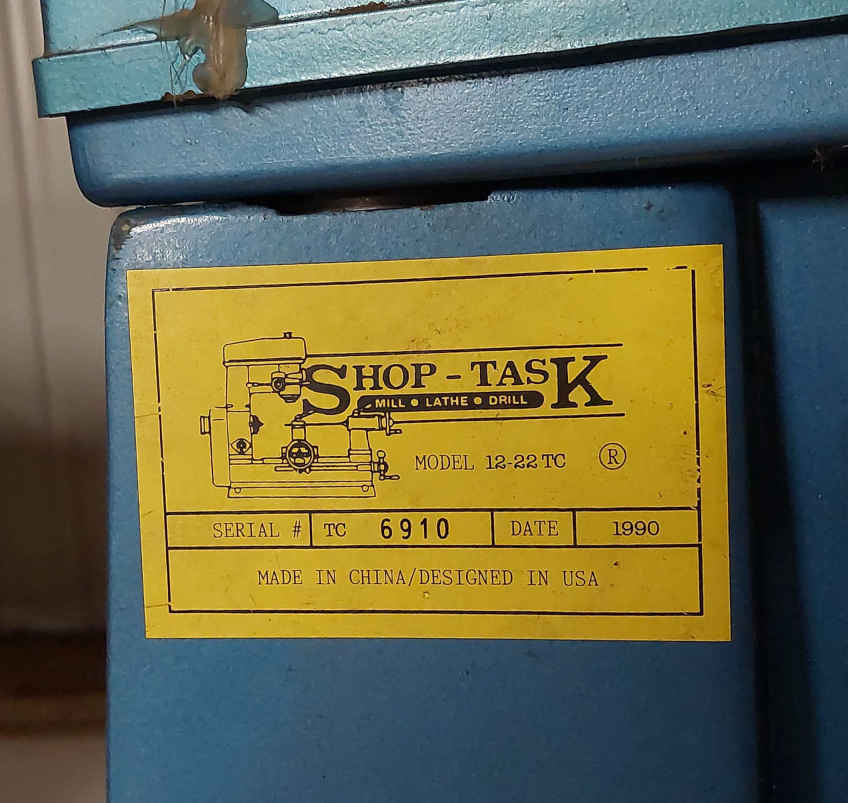 SHOP-TASK
MILL • LATHE • DRILL
MODEL 12-22 TC ®
SERIAL # TC 6910 DATE 1990
MADE IN CHINA/DESIGNED IN USA